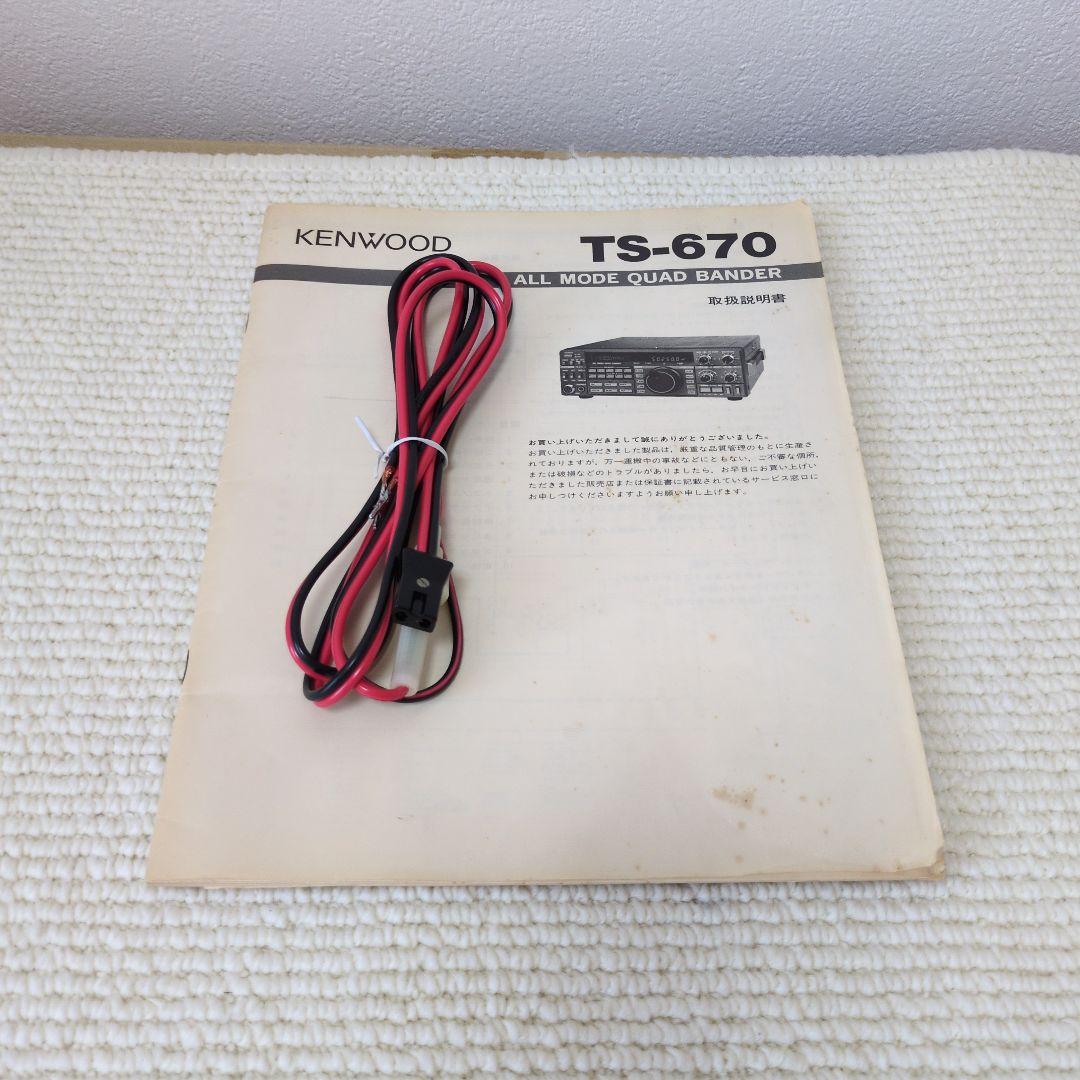 KENWOOD
TS-670
ALL MODE QUAD BANDER
取扱説明書
お買い上げいただきまして誠にありがとうございました。
お買い上げいただきました製品は、厳重な品質管理のもとに生産さ
れておりますが、万一運搬中の事故などにともない、ご不審な個所、
または破損などのトラブルがありましたら、お早目にお買い上げい
ただきました販売店または保証書に記載されているサービス窓口に
お申しつけくださいますようお願い申し上げます。